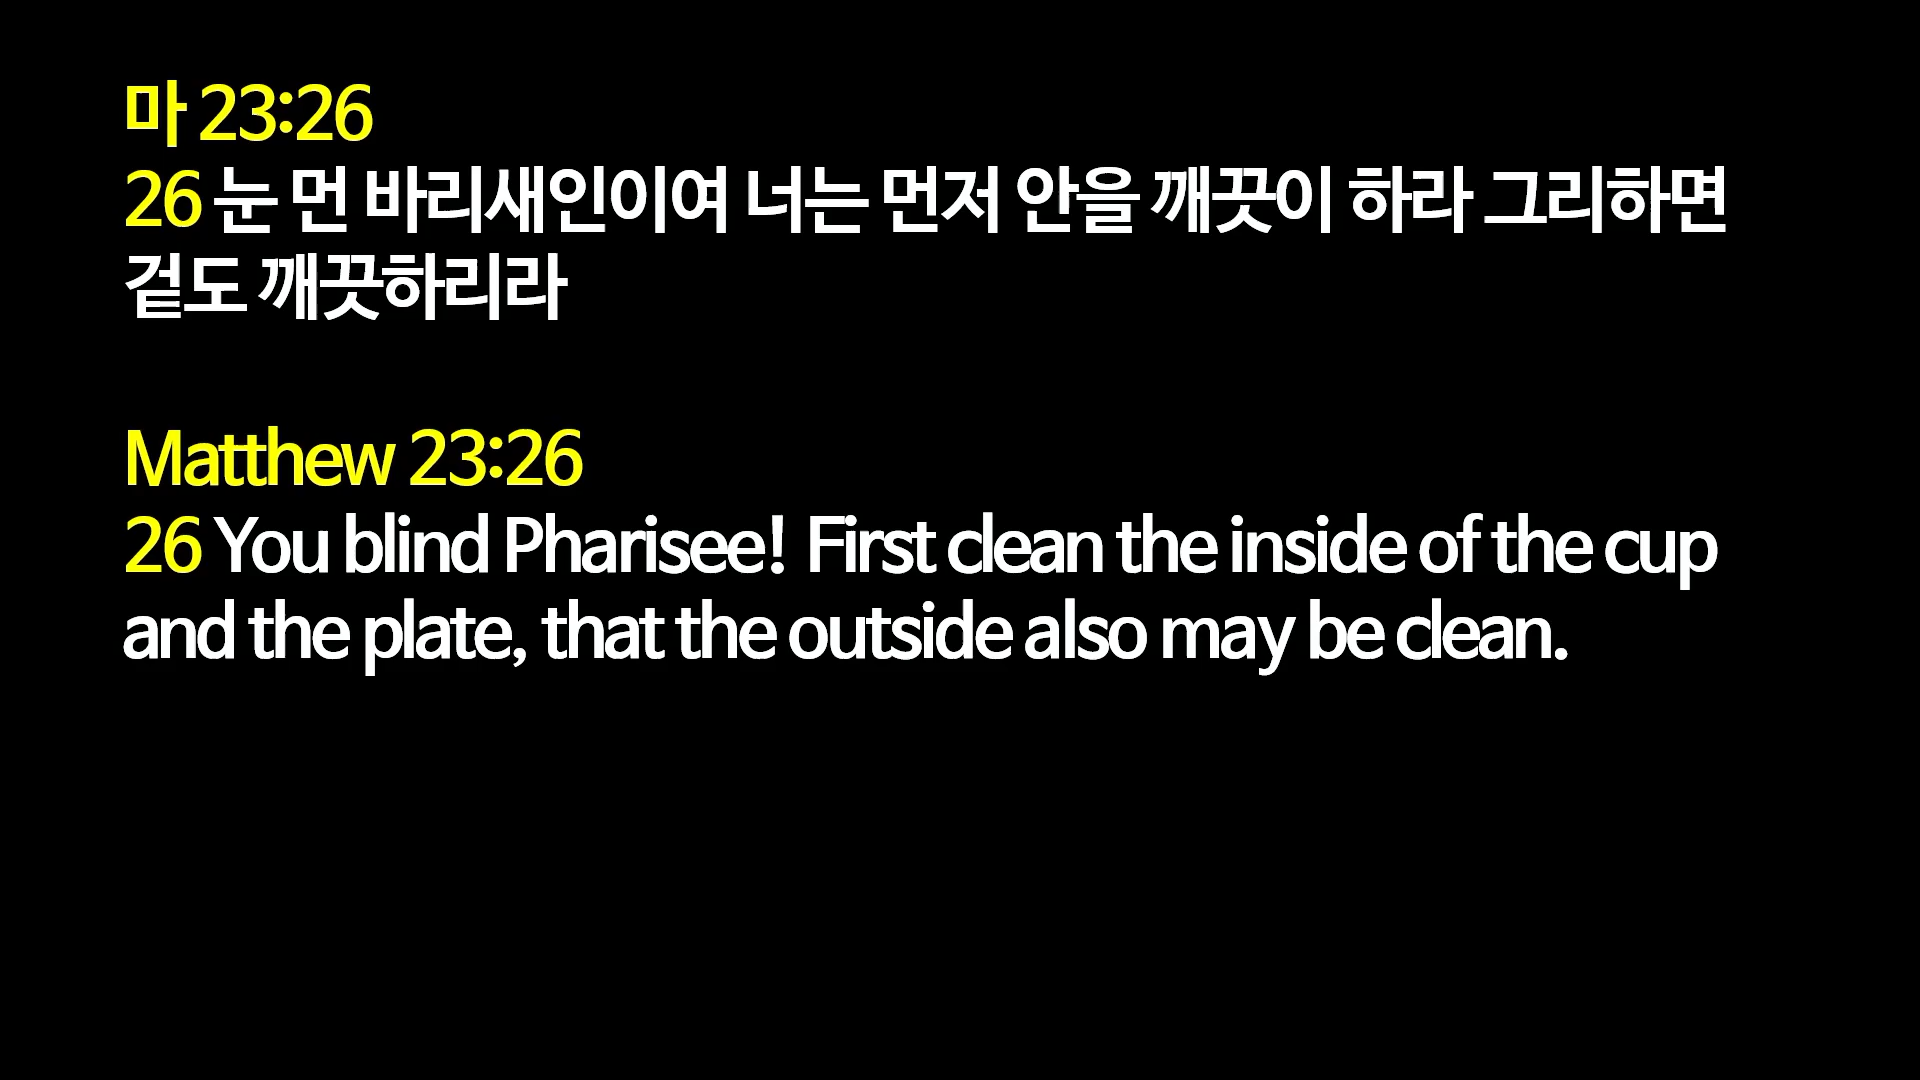 마 23:26
26 눈 먼 바리새인이여 너는 먼저 안을 깨끗이 하라 그리하면
겉도 깨끗하리라
Matthew 23:26
26 You blind Pharisee! First clean the inside of the cup
and the plate, that the outside also may be clean.